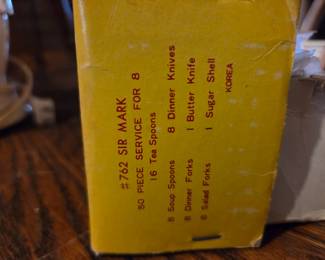 #762 SIR MARK
50 PIECE SERVICE FOR 8
16 Tea Spoons
8 Soup Spoons 8 Dinner Knives
8 Dinner Forks 1 Butter Knife
8 Salad Forks 1 Sugar Shell
KOREA